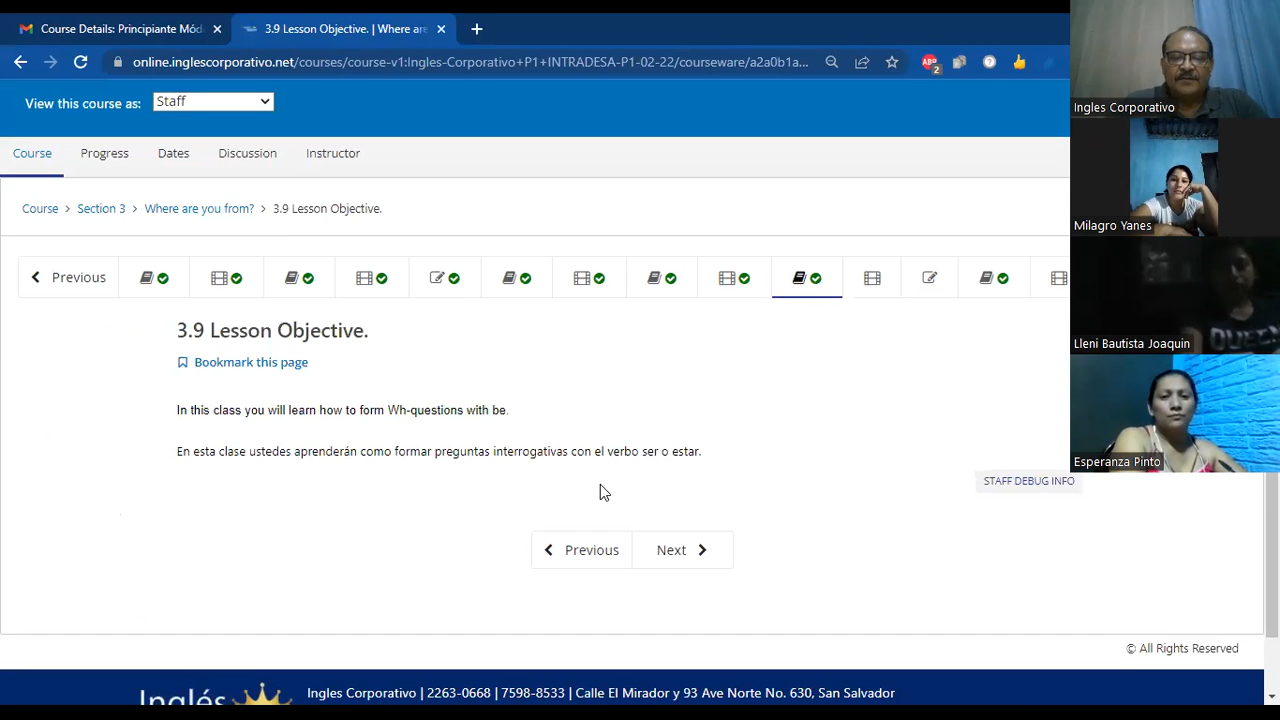 Course Details: Principiante Mód
3.9 Lesson Objective. | Where are
online.inglescorporativo.net/courses/course-v1:Ingles-Corporativo+P1+INTRADESA-P1-02-22/courseware/a2a0b1a...
ABP
2
View this course as:
Staff
Course
Progress
Dates
Discussion
Instructor
Course > Section 3 > Where are you from? > 3.9 Lesson Objective.
Previous
3.9 Lesson Objective.
Bookmark this page
In this class you will learn how to form Wh-questions with be.
En esta clase ustedes aprenderán como formar preguntas interrogativas con el verbo ser o estar.
STAFF DEBUG INFO
Previous
Next
© All Rights Reserved
Inglés
Ingles Corporativo | 2263-0668 | 7598-8533 | Calle El Mirador y 93 Ave Norte No. 630, San Salvador
Ingles Corporativo
Milagro Yanes
QUEEN
Lleni Bautista Joaquin
Esperanza Pinto